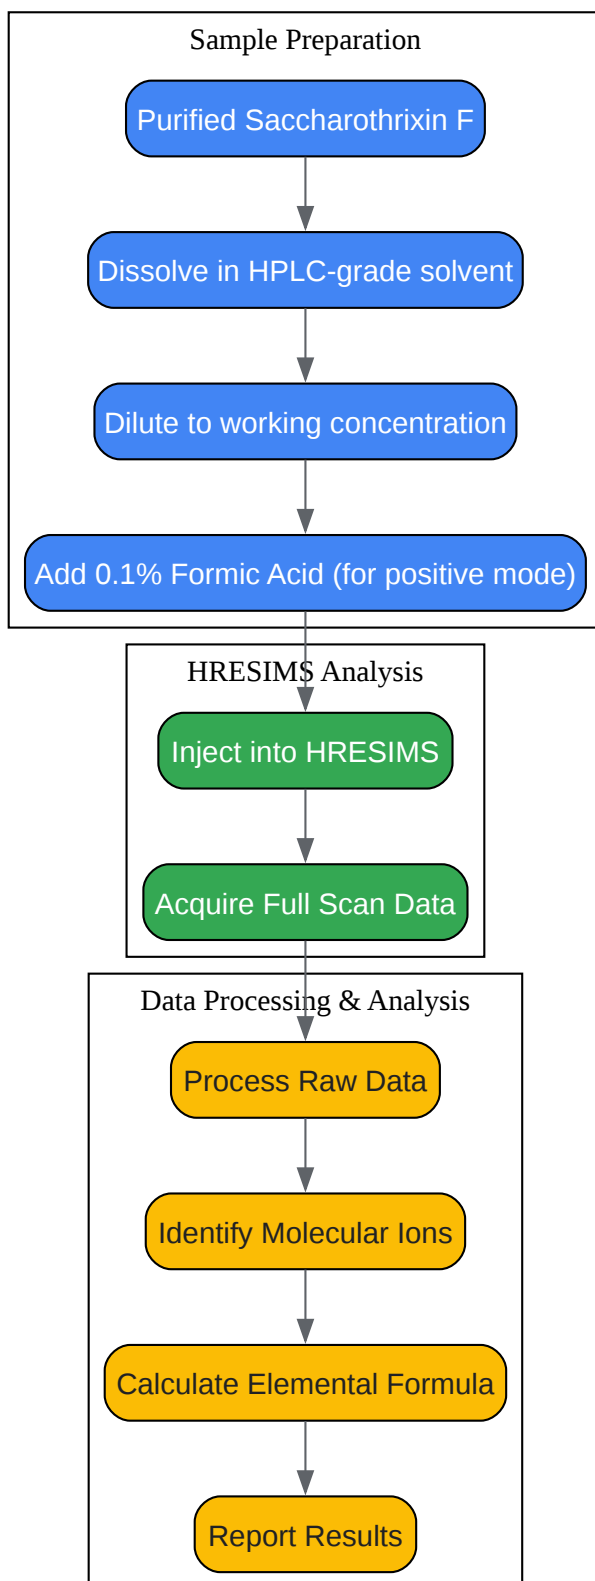 Sample Preparation
Purified Saccharothrixin F
Dissolve in HPLC-grade solvent
Dilute to working concentration
Add 0.1% Formic Acid (for positive mode)
HRESIMS Analysis
Inject into HRESIMS
Acquire Full Scan Data
Data Processing & Analysis
Process Raw Data
Identify Molecular Ions
Calculate Elemental Formula
Report Results